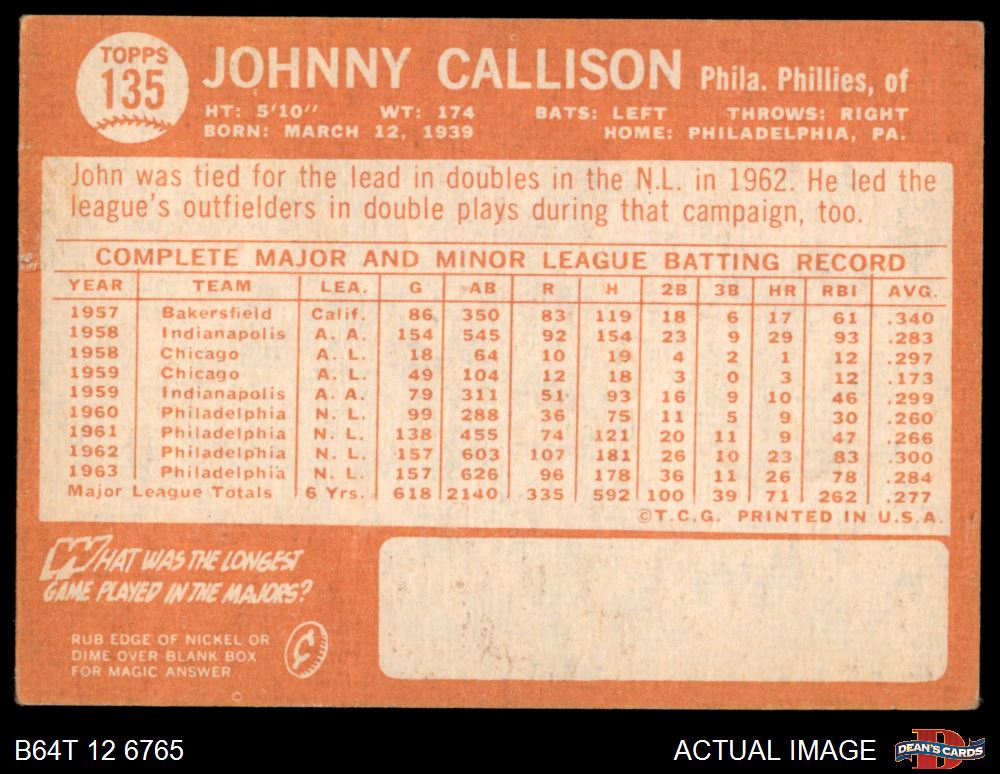 TOPPS
135
JOHNNY CALLISON Phila. Phillies, of
HT: 5'10" WT: 174 BATS: LEFT THROWS: RIGHT
BORN: MARCH 12, 1939 HOME: PHILADELPHIA, PA.
John was tied for the lead in doubles in the N.L. in 1962. He led the
league's outfielders in double plays during that campaign, too.
COMPLETE MAJOR AND MINOR LEAGUE BATTING RECORD
YEAR TEAM LEA. G AB R H 2B 3B HR RBI AVG.
1957 Bakersfield Calif. 86 350 83 119 18 6 17 61 .340
1958 Indianapolis A. A. 154 545 92 154 23 9 29 93 .283
1958 Chicago A. L. 18 64 10 19 4 2 1 12 .297
1959 Chicago A. L. 49 104 12 18 3 0 3 12 .173
1959 Indianapolis A. A. 79 311 51 93 16 9 10 46 .299
1960 Philadelphia N. L. 99 288 36 75 11 5 9 30 .260
1961 Philadelphia N. L. 138 455 74 121 20 11 9 47 .266
1962 Philadelphia N. L. 157 603 107 181 26 10 23 83 .300
1963 Philadelphia N. L. 157 626 96 178 36 11 26 78 .284
Major League Totals 6 Yrs. 618 2140 335 592 100 39 71 262 .277
©T.C.G. PRINTED IN U.S.A.
WHAT WAS THE LONGEST
GAME PLAYED IN THE MAJORS?
RUB EDGE OF NICKEL OR
DIME OVER BLANK BOX
FOR MAGIC ANSWER
¢
B64T 12 6765 ACTUAL IMAGE
D
DEAN'S CARDS